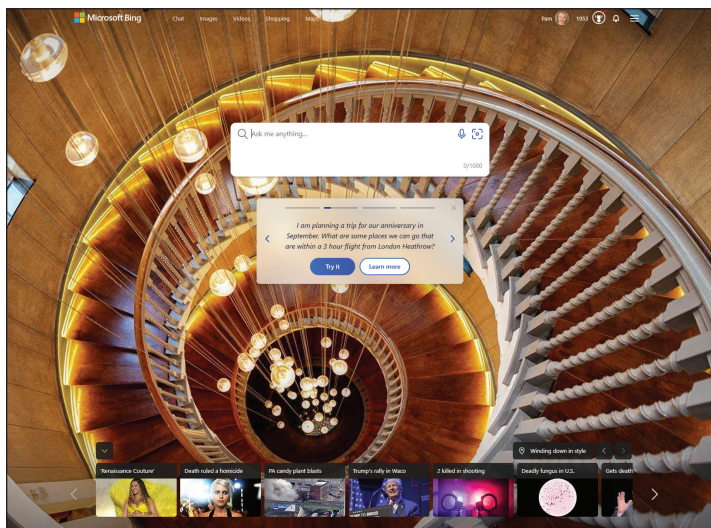 Microsoft Bing Chat Images Videos Shopping Maps Pam 1953
Ask me anything...
0/1000
I am planning a trip for our anniversary in
September. What are some places we can go that
are within a 3 hour flight from London Heathrow?
Try it Learn more
Winding down in style
'Renaissance Couture' Death ruled a homicide PA candy plant blasts Trump's rally in Waco 2 killed in shooting Deadly fungus in U.S. Gets death
TRUMP